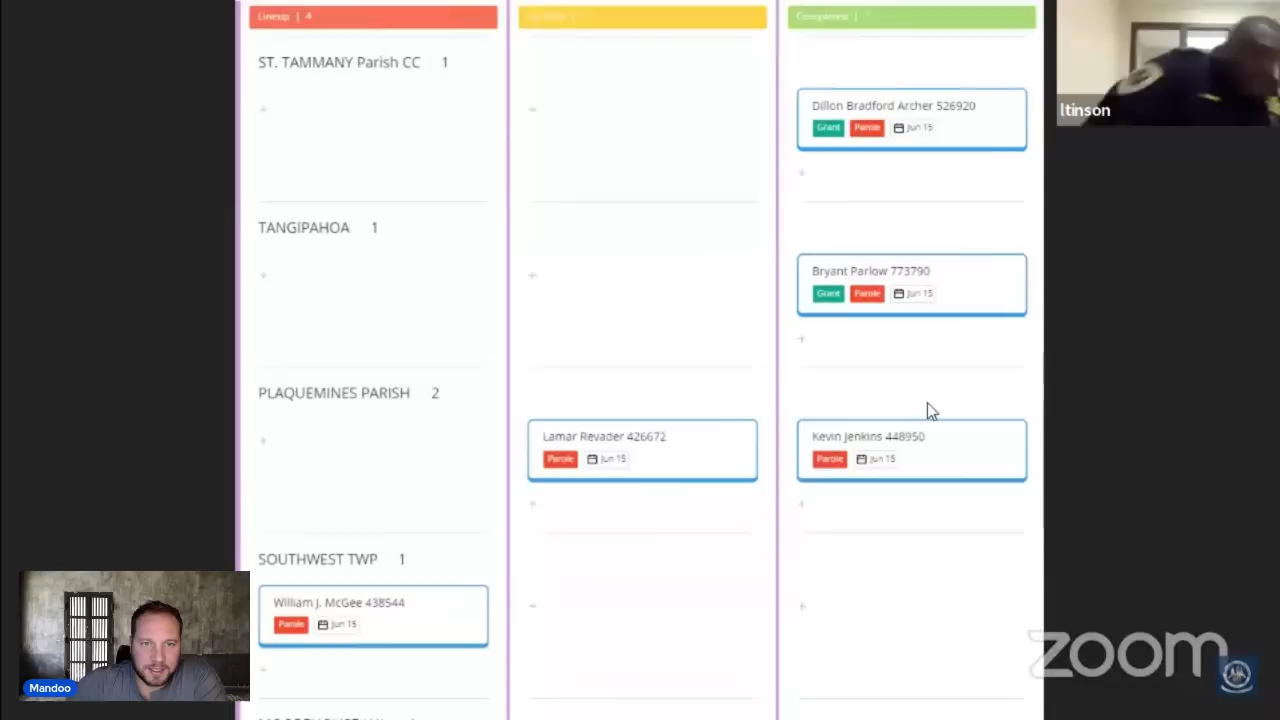 Lineup | 4
Completed |
ltinson
ST. TAMMANY Parish CC 1
Dillon Bradford Archer 526920
Grant Parole Jun 15
TANGIPAHOA 1
Bryant Parlow 773790
Grant Parole Jun 15
PLAQUEMINES PARISH 2
Lamar Revader 426672
Parole Jun 15
Kevin Jenkins 448950
Parole Jun 15
SOUTHWEST TWP 1
William J. McGee 438544
Parole Jun 15
Mandoo
zoom